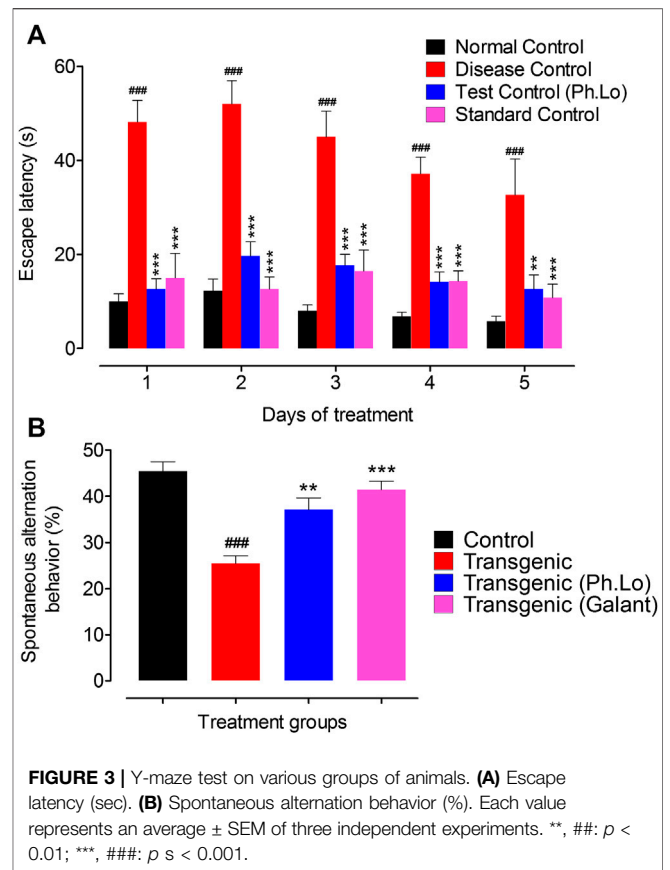 A
Normal Control
Disease Control
Test Control (Ph.Lo)
Standard Control
Escape latency (s)
60
40
20
0
###
***
***
###
***
***
###
***
***
###
***
***
###
**
***
1 2 3 4 5
Days of treatment
B
Spontaneous alternation
behavior (%)
50
40
30
20
10
0
###
**
***
Control
Transgenic
Transgenic (Ph.Lo)
Transgenic (Galant)
Treatment groups
FIGURE 3 | Y-maze test on various groups of animals. (A) Escape
latency (sec). (B) Spontaneous alternation behavior (%). Each value
represents an average ± SEM of three independent experiments. **, ##: p <
0.01; ***, ###: p s < 0.001.